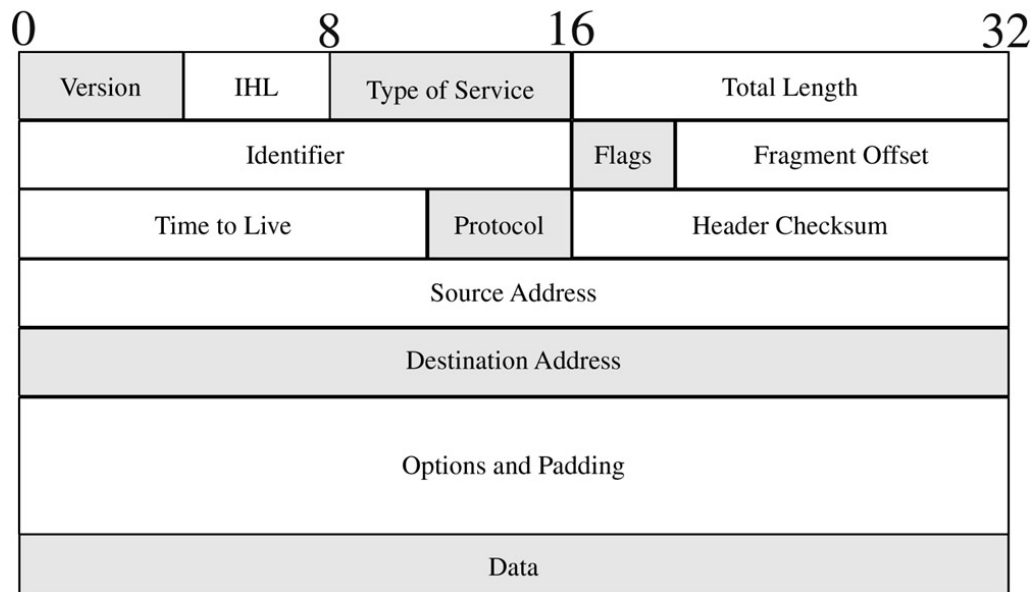 0 8 16 32
Version IHL Type of Service Total Length
Identifier Flags Fragment Offset
Time to Live Protocol Header Checksum
Source Address
Destination Address
Options and Padding
Data